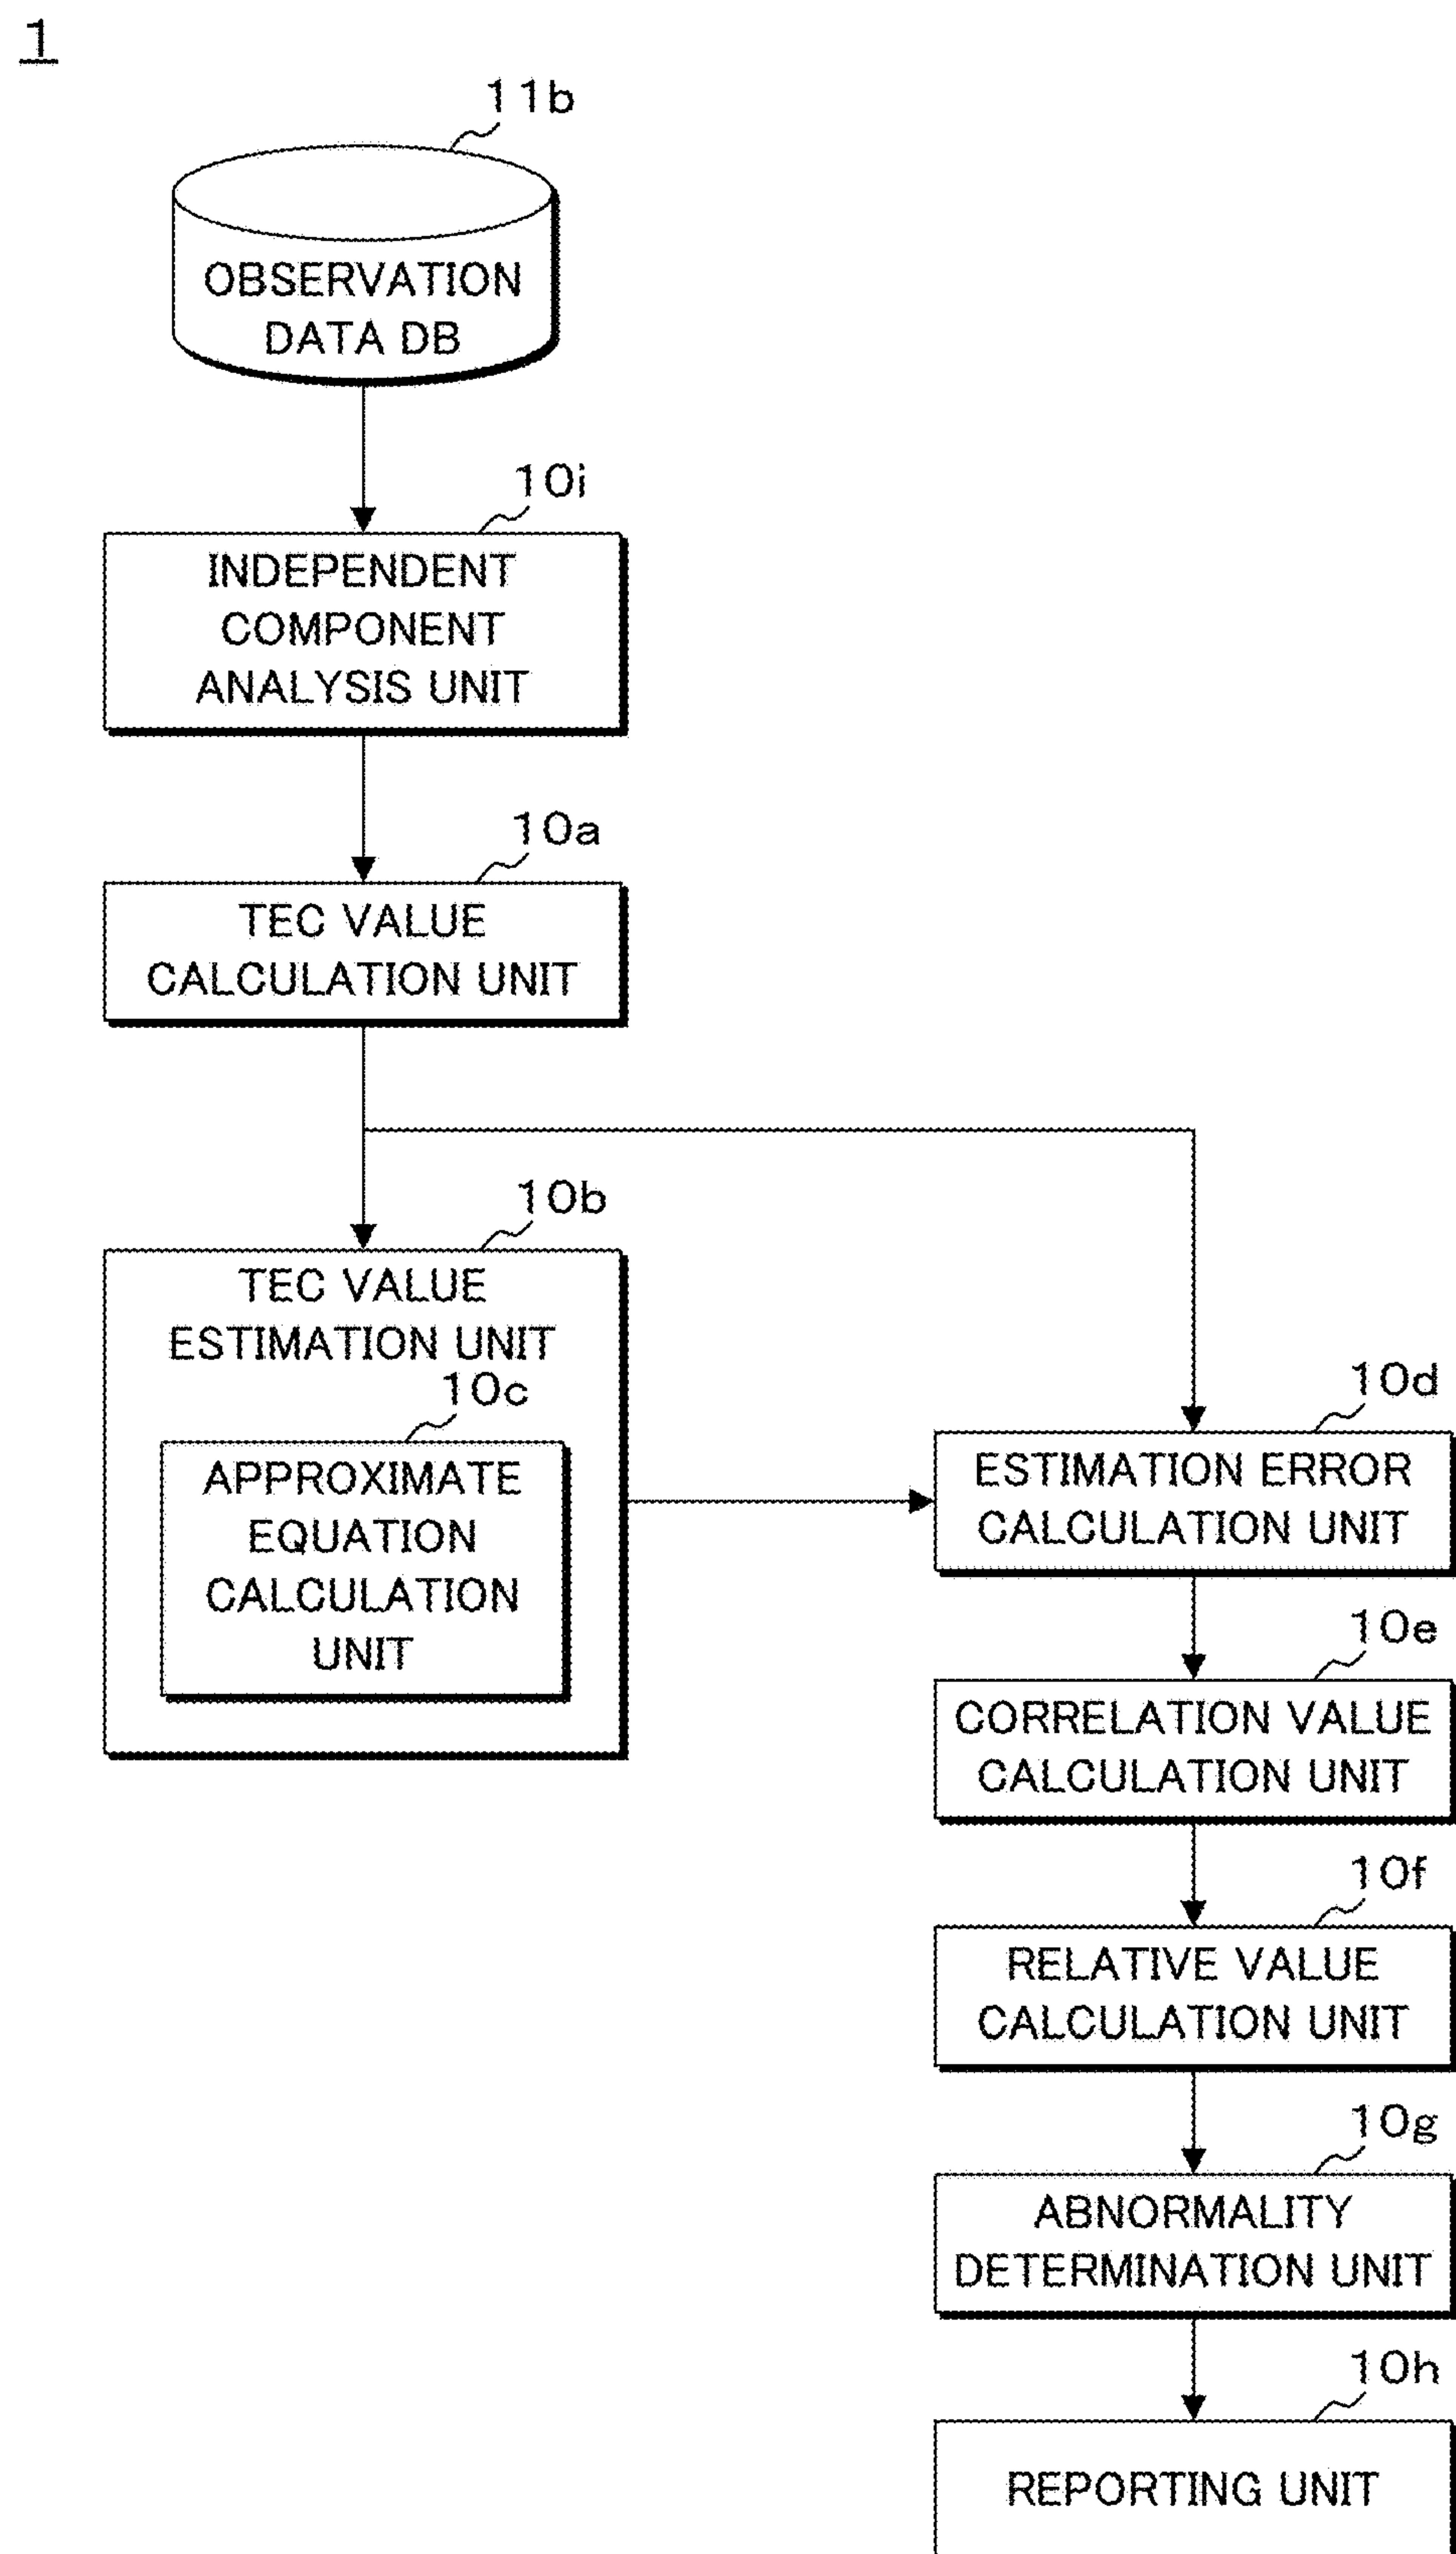 1
11b
OBSERVATION
DATA DB
10i
INDEPENDENT
COMPONENT
ANALYSIS UNIT
10a
TEC VALUE
CALCULATION UNIT
10b
TEC VALUE
ESTIMATION UNIT
10c
APPROXIMATE
EQUATION
CALCULATION
UNIT
10d
ESTIMATION ERROR
CALCULATION UNIT
10e
CORRELATION VALUE
CALCULATION UNIT
10f
RELATIVE VALUE
CALCULATION UNIT
10g
ABNORMALITY
DETERMINATION UNIT
10h
REPORTING UNIT